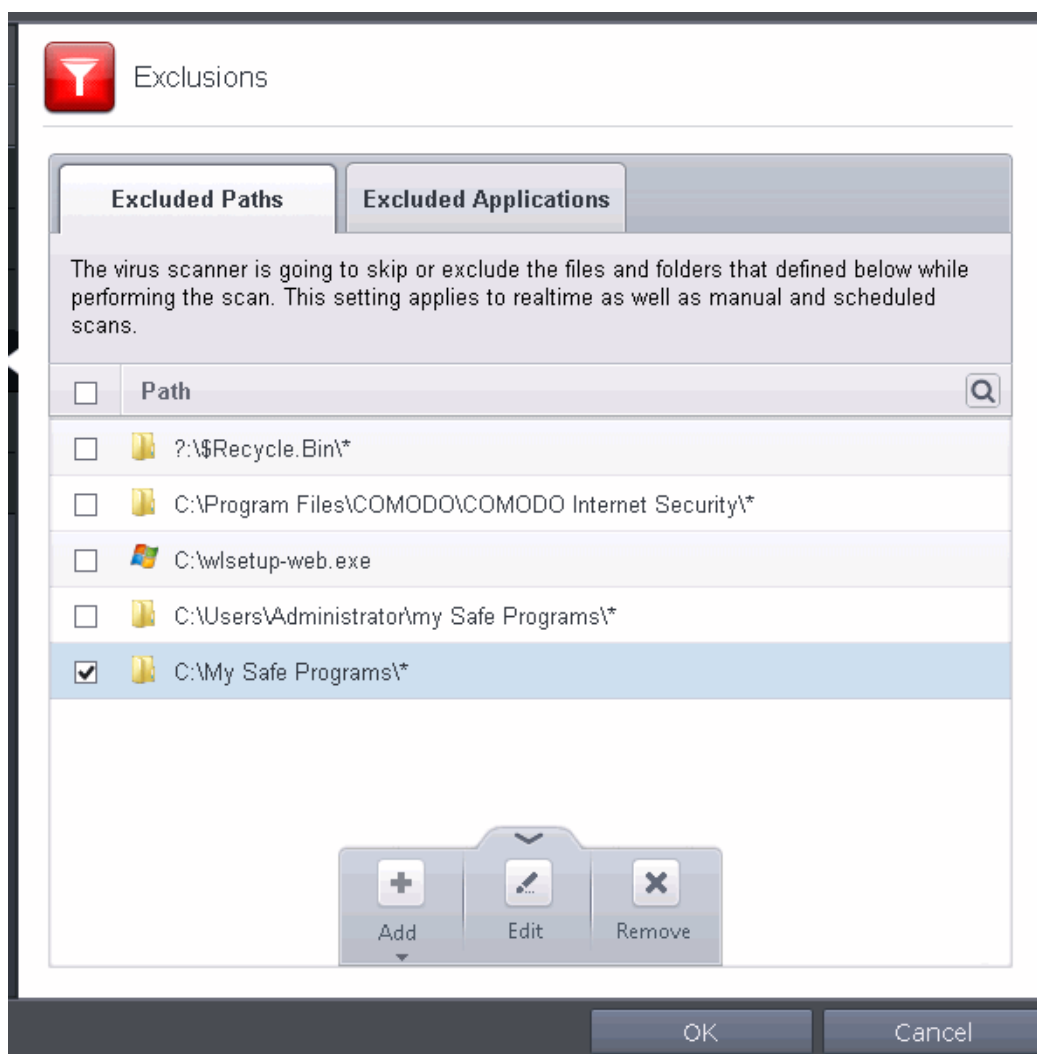 Exclusions
Excluded Paths
Excluded Applications
The virus scanner is going to skip or exclude the files and folders that defined below while
performing the scan. This setting applies to realtime as well as manual and scheduled
scans.
Path
?:\$Recycle.Bin\*
C:\Program Files\COMODO\COMODO Internet Security\*
C:\wlsetup-web.exe
C:\Users\Administrator\my Safe Programs\*
C:\My Safe Programs\*
Add
Edit
Remove
OK
Cancel